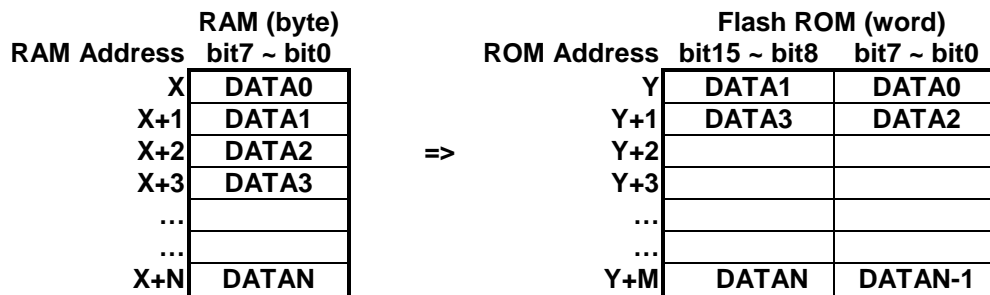 RAM (byte) Flash ROM (word)
RAM Address bit7 ~ bit0 ROM Address bit15 ~ bit8 bit7 ~ bit0
X DATA0 Y DATA1 DATA0
X+1 DATA1 Y+1 DATA3 DATA2
X+2 DATA2 => Y+2
X+3 DATA3 Y+3
… …
… …
X+N DATAN Y+M DATAN DATAN-1